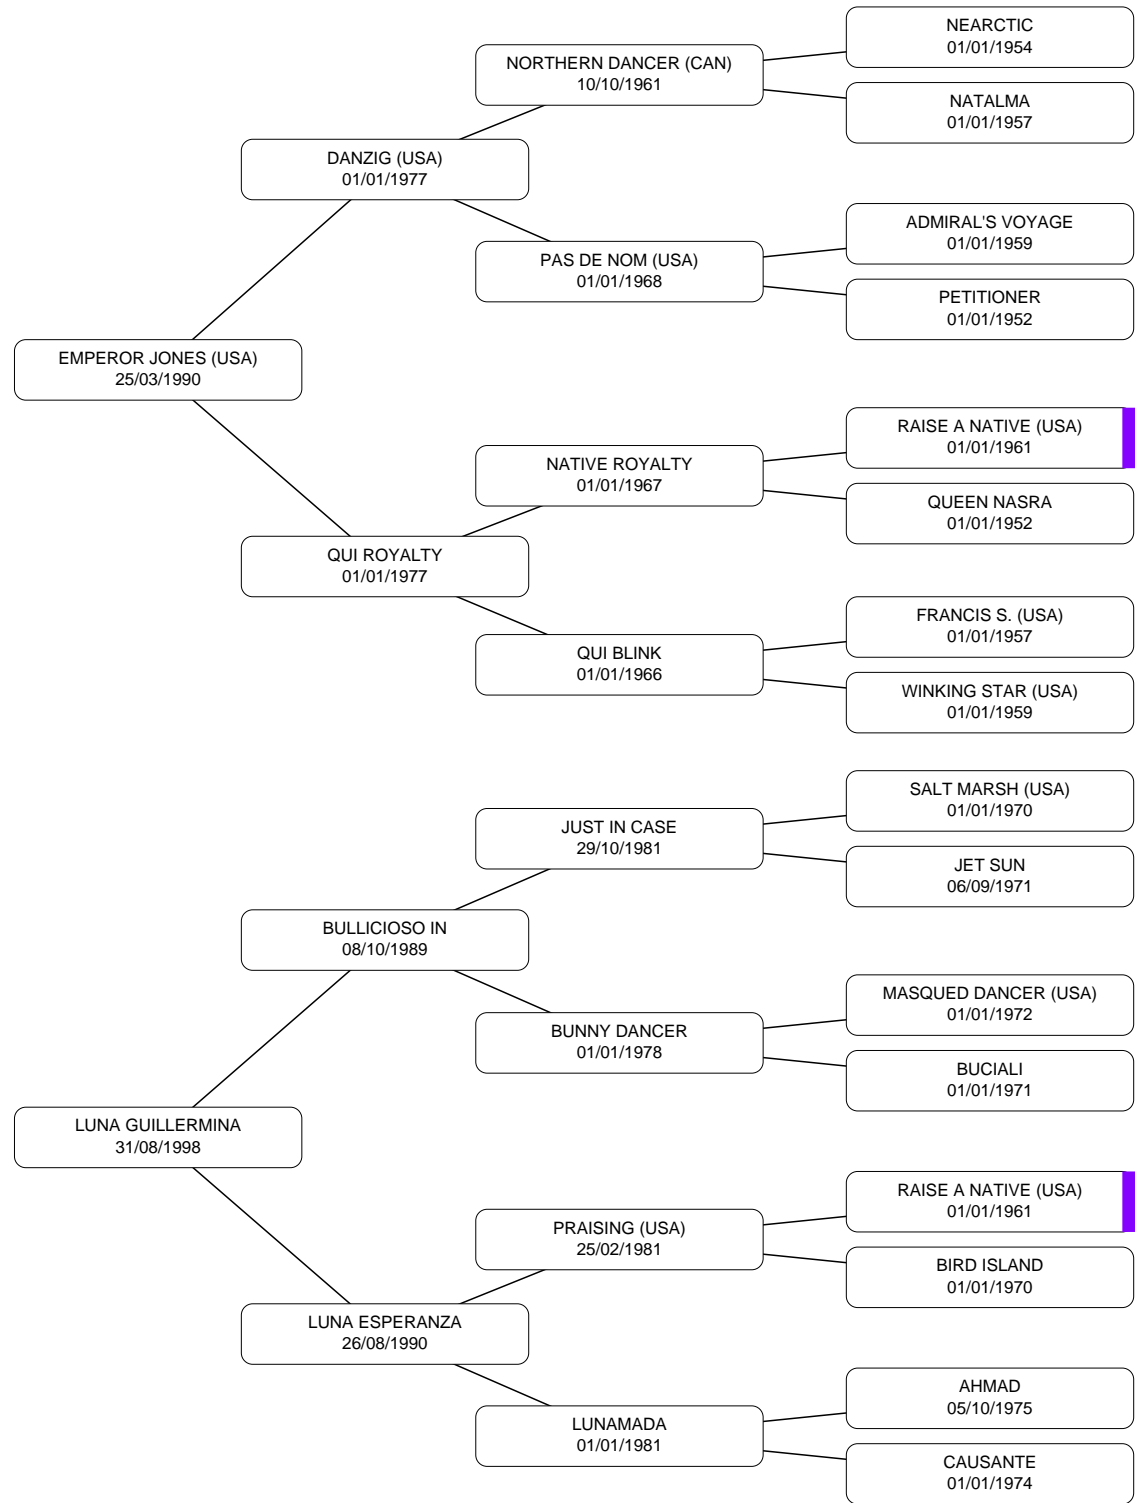 NEARCTIC
01/01/1954
NORTHERN DANCER (CAN)
10/10/1961
NATALMA
01/01/1957
DANZIG (USA)
01/01/1977
ADMIRAL'S VOYAGE
01/01/1959
PAS DE NOM (USA)
01/01/1968
PETITIONER
01/01/1952
EMPEROR JONES (USA)
25/03/1990
RAISE A NATIVE (USA)
01/01/1961
NATIVE ROYALTY
01/01/1967
QUEEN NASRA
01/01/1952
QUI ROYALTY
01/01/1977
FRANCIS S. (USA)
01/01/1957
QUI BLINK
01/01/1966
WINKING STAR (USA)
01/01/1959
SALT MARSH (USA)
01/01/1970
JUST IN CASE
29/10/1981
JET SUN
06/09/1971
BULLICIOSO IN
08/10/1989
MASQUED DANCER (USA)
01/01/1972
BUNNY DANCER
01/01/1978
BUCIALI
01/01/1971
LUNA GUILLERMINA
31/08/1998
RAISE A NATIVE (USA)
01/01/1961
PRAISING (USA)
25/02/1981
BIRD ISLAND
01/01/1970
LUNA ESPERANZA
26/08/1990
AHMAD
05/10/1975
LUNAMADA
01/01/1981
CAUSANTE
01/01/1974